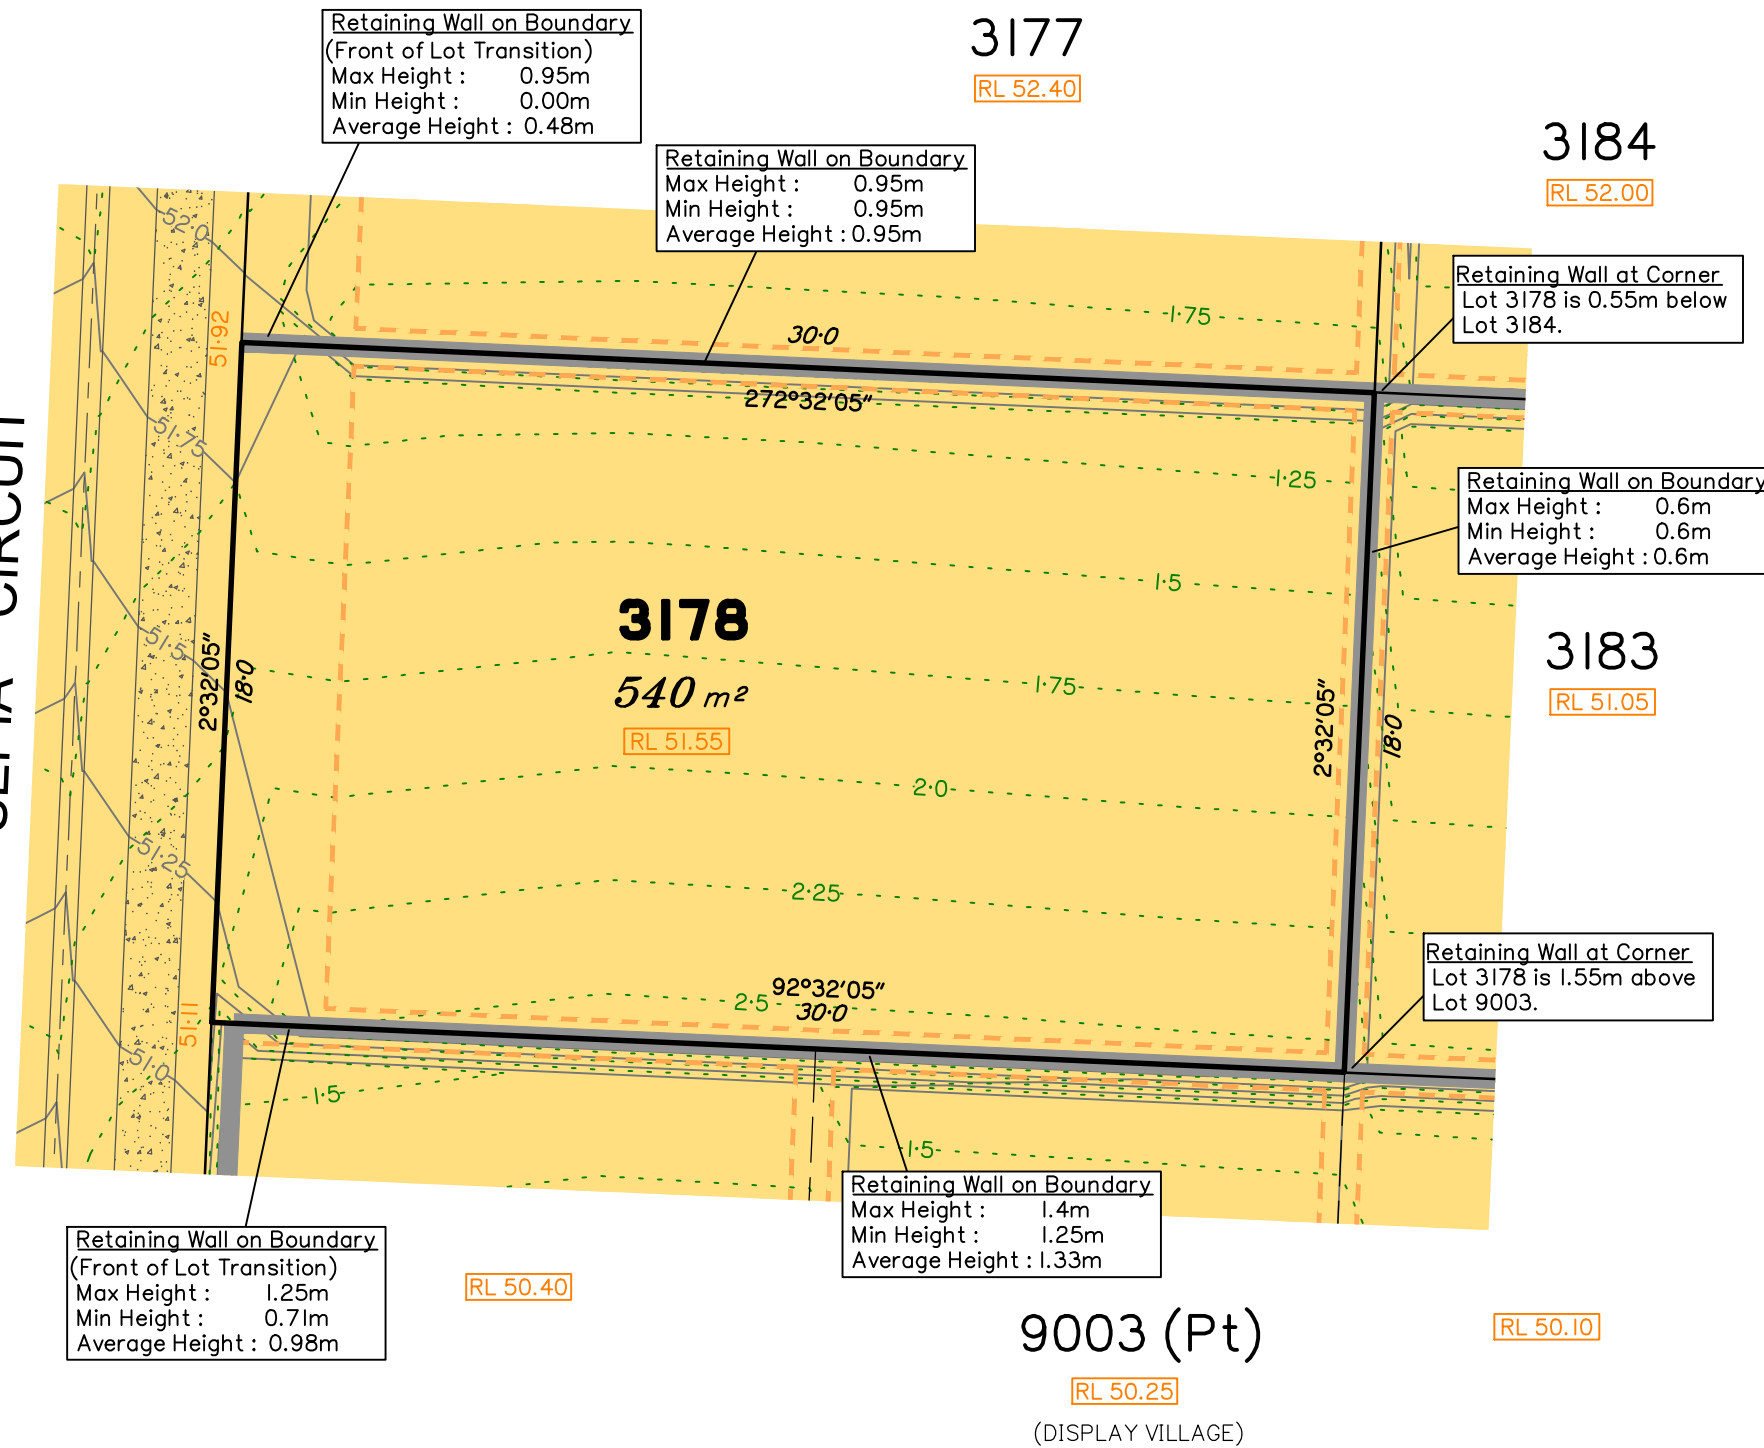 Retaining Wall on Boundary
(Front of Lot Transition)
Max Height : 0.95m
Min Height : 0.00m
Average Height : 0.48m
3177
RL 52.40
Retaining Wall on Boundary
Max Height : 0.95m
Min Height : 0.95m
Average Height : 0.95m
3184
RL 52.00
Retaining Wall at Corner
Lot 3178 is 0.55m below
Lot 3184.
52·0
51·92
1·75
30·0
272°32'05"
51·75
1·25
Retaining Wall on Boundary
Max Height : 0.6m
Min Height : 0.6m
Average Height : 0.6m
CIRCUIT
1·5
3178
540 m²
RL 51.55
51·5
2°32'05"
18·0
1·75
3183
RL 51.05
2°32'05"
18·0
2·0
51·25
2·25
Retaining Wall at Corner
Lot 3178 is 1.55m above
Lot 9003.
92°32'05"
30·0
2·5
51·11
51·0
1·5
1·5
Retaining Wall on Boundary
Max Height : 1.4m
Min Height : 1.25m
Average Height : 1.33m
Retaining Wall on Boundary
(Front of Lot Transition)
Max Height : 1.25m
Min Height : 0.71m
Average Height : 0.98m
RL 50.40
9003 (Pt)
RL 50.10
RL 50.25
(DISPLAY VILLAGE)